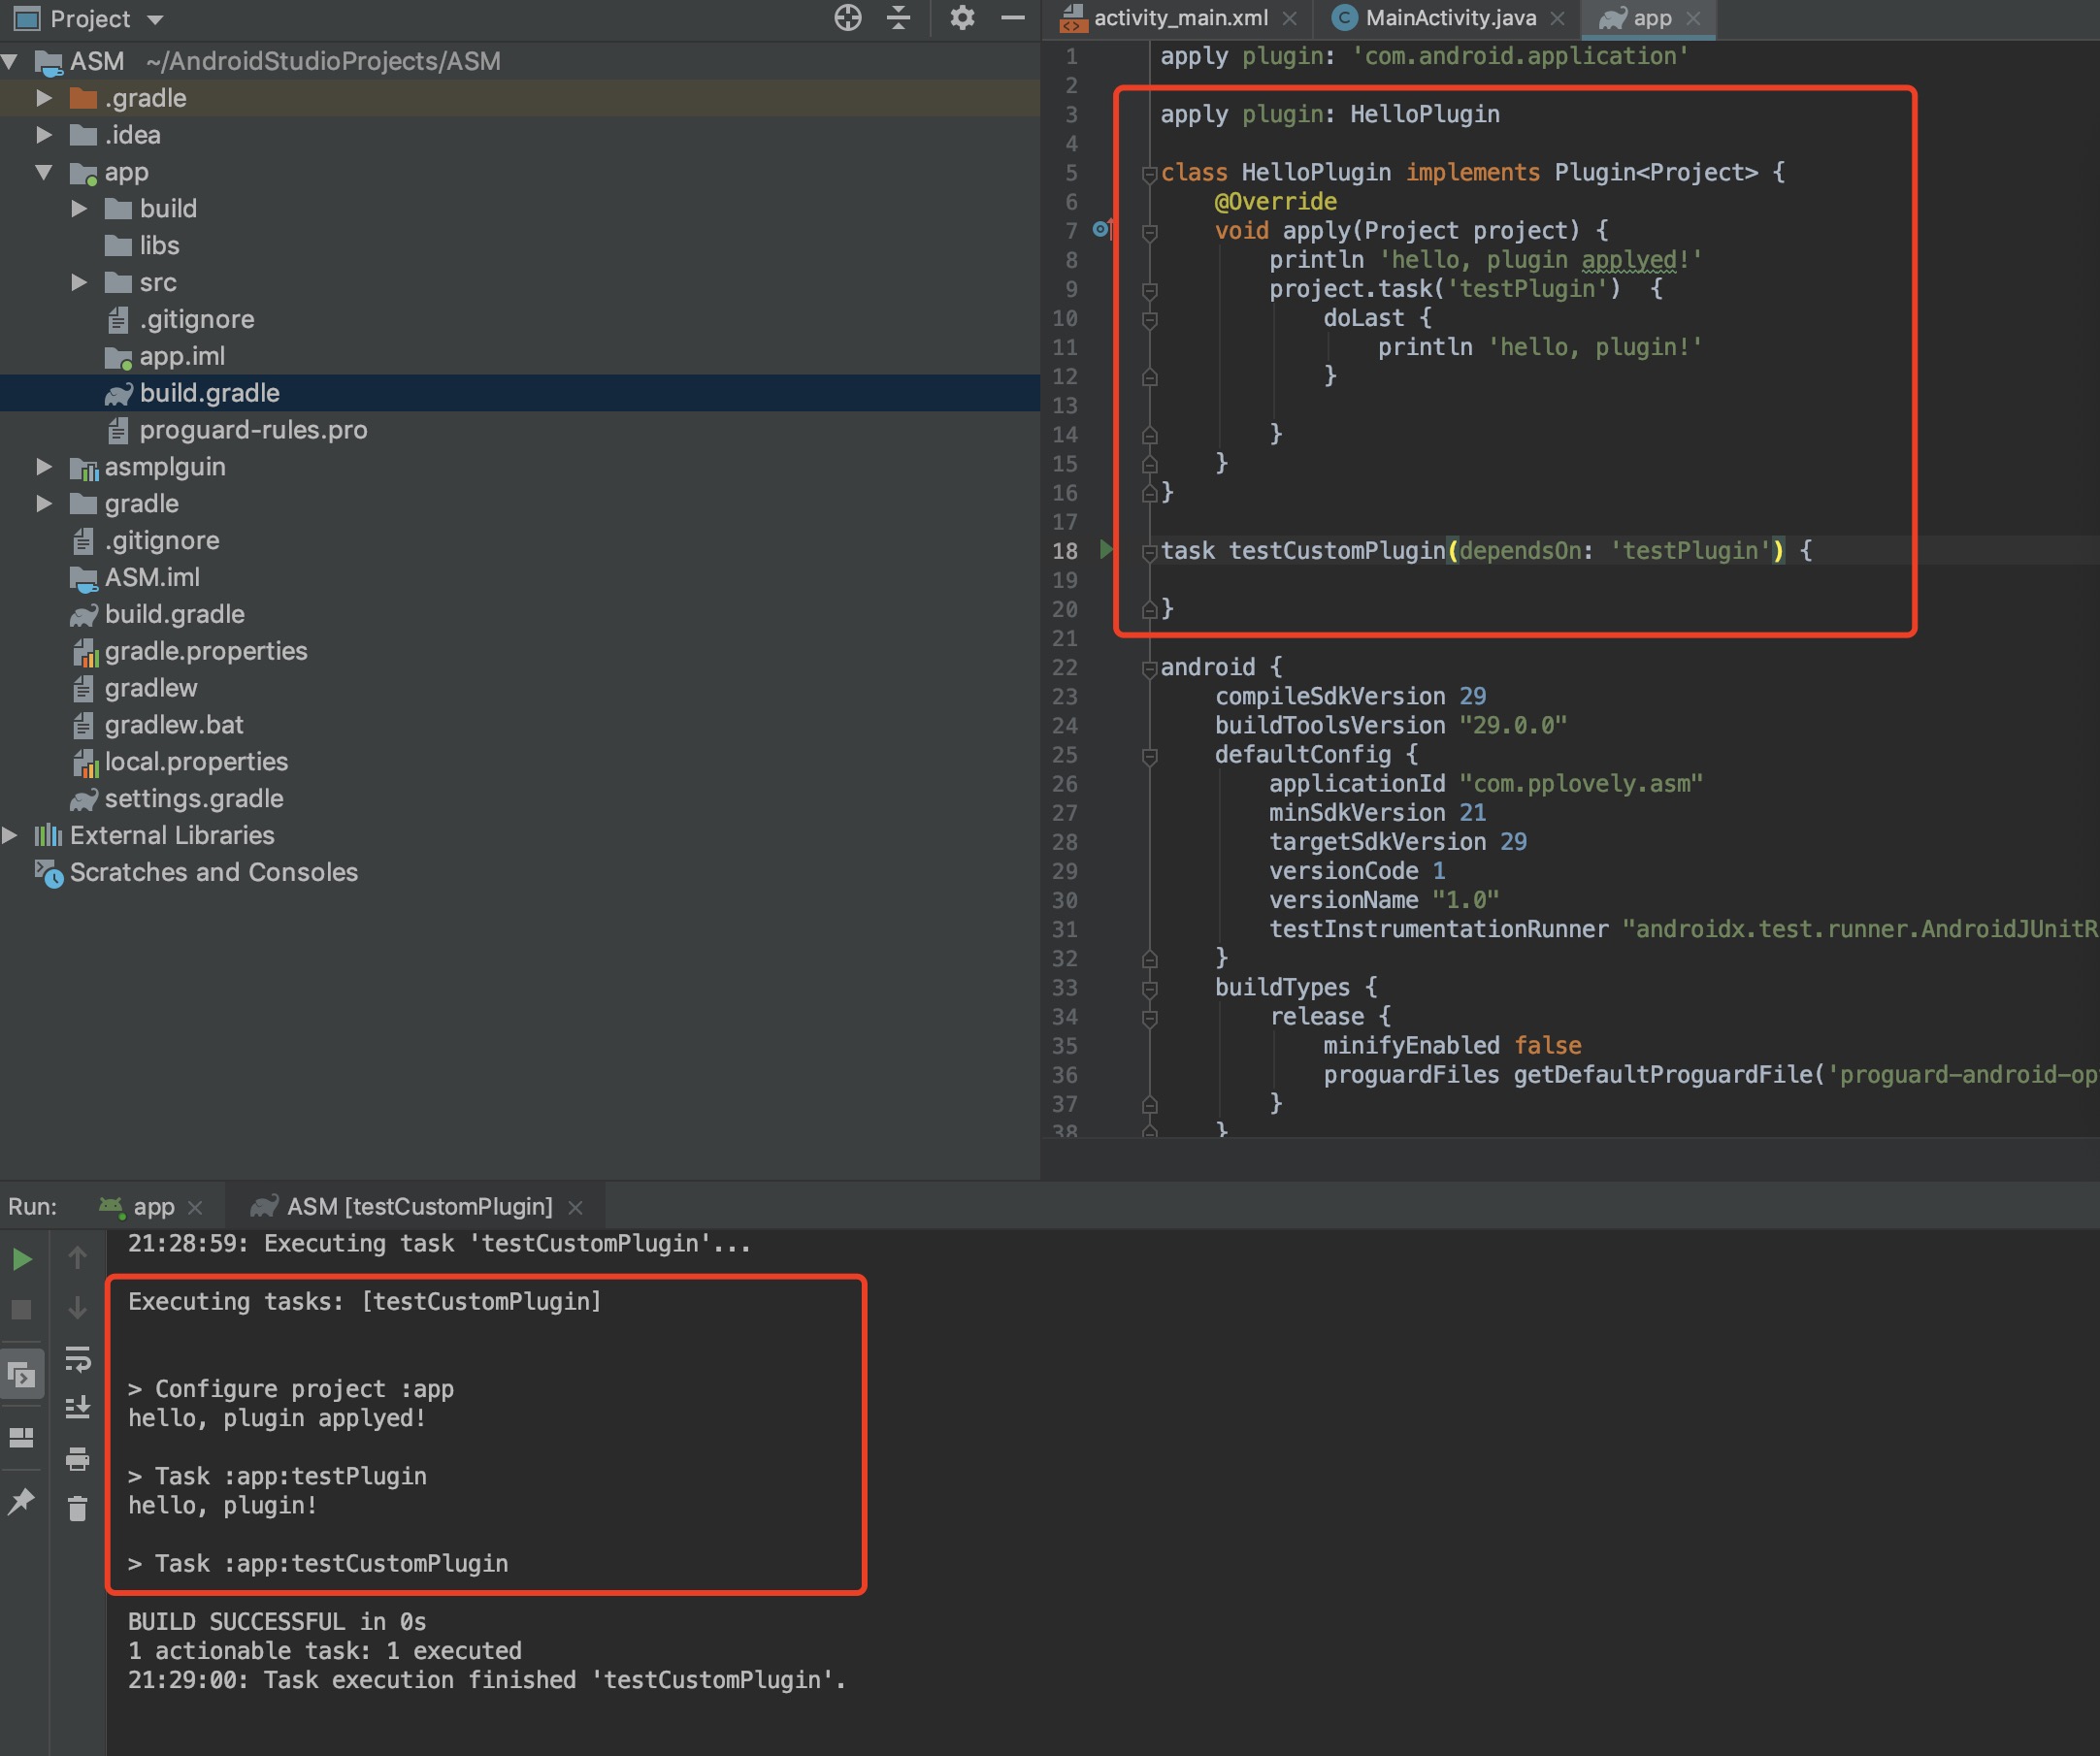 Project
ASM ~/AndroidStudioProjects/ASM
.gradle
.idea
app
build
libs
src
.gitignore
app.iml
build.gradle
proguard-rules.pro
asmplguin
gradle
.gitignore
ASM.iml
build.gradle
gradle.properties
gradlew
gradlew.bat
local.properties
settings.gradle
External Libraries
Scratches and Consoles
activity_main.xml MainActivity.java app
1 apply plugin: 'com.android.application'
2
3 apply plugin: HelloPlugin
4
5 class HelloPlugin implements Plugin<Project> {
6 @Override
7 void apply(Project project) {
8 println 'hello, plugin applyed!'
9 project.task('testPlugin')  {
10 doLast {
11 println 'hello, plugin!'
12 }
13
14 }
15 }
16 }
17
18 task testCustomPlugin(dependsOn: 'testPlugin') {
19
20 }
21
22 android {
23 compileSdkVersion 29
24 buildToolsVersion "29.0.0"
25 defaultConfig {
26 applicationId "com.pplovely.asm"
27 minSdkVersion 21
28 targetSdkVersion 29
29 versionCode 1
30 versionName "1.0"
31 testInstrumentationRunner "androidx.test.runner.AndroidJUnitR
32 }
33 buildTypes {
34 release {
35 minifyEnabled false
36 proguardFiles getDefaultProguardFile('proguard-android-op
37 }
38 }
Run: app ASM [testCustomPlugin]
21:28:59: Executing task 'testCustomPlugin'...
Executing tasks: [testCustomPlugin]
> Configure project :app
hello, plugin applyed!
> Task :app:testPlugin
hello, plugin!
> Task :app:testCustomPlugin
BUILD SUCCESSFUL in 0s
1 actionable task: 1 executed
21:29:00: Task execution finished 'testCustomPlugin'.